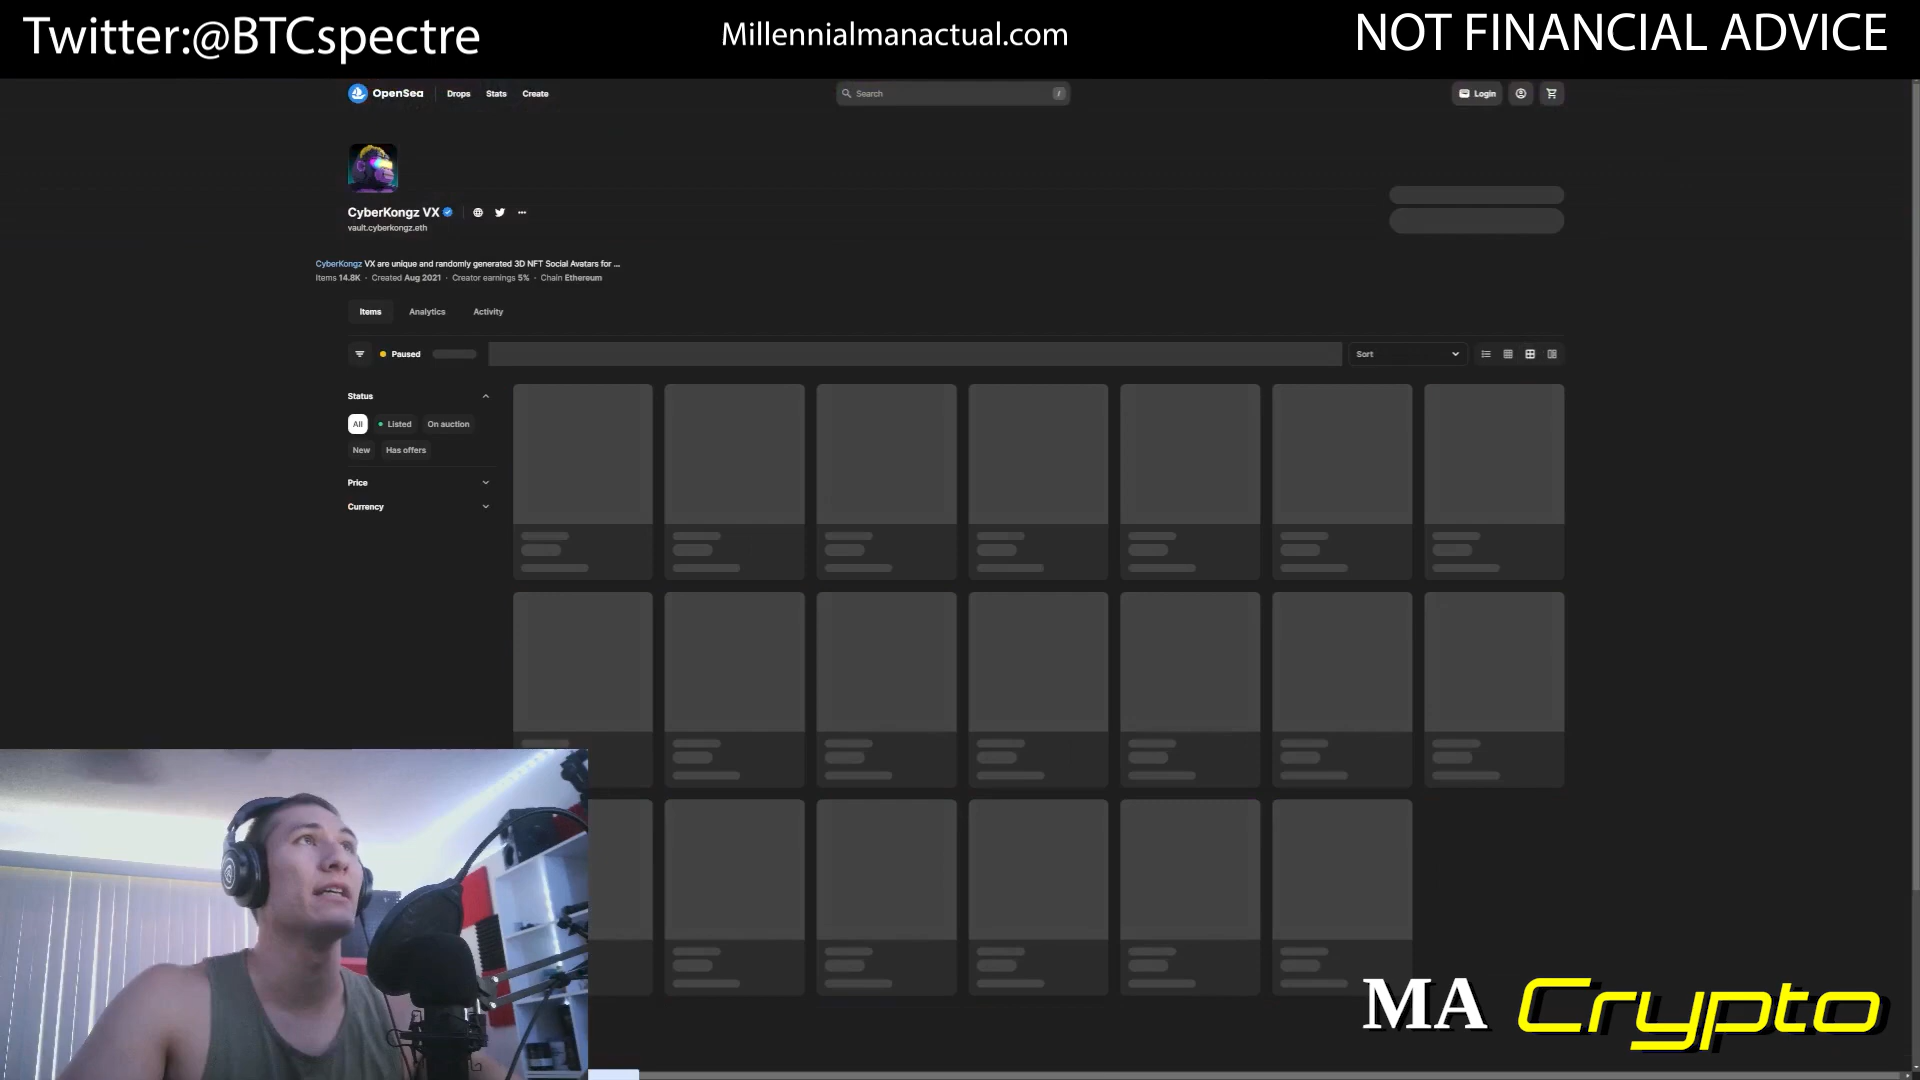 Twitter:@BTCspectre
Millennialmanactual.com
NOT FINANCIAL ADVICE
OpenSea
Drops
Stats
Create
Search
/
Login
CyberKongz VX
vault.cyberkongz.eth
CyberKongz VX are unique and randomly generated 3D NFT Social Avatars for ...
Items 14.8K · Created Aug 2021 · Creator earnings 5% · Chain Ethereum
Items
Analytics
Activity
Paused
Sort
Status
All
Listed
On auction
New
Has offers
Price
Currency
MA Crypto